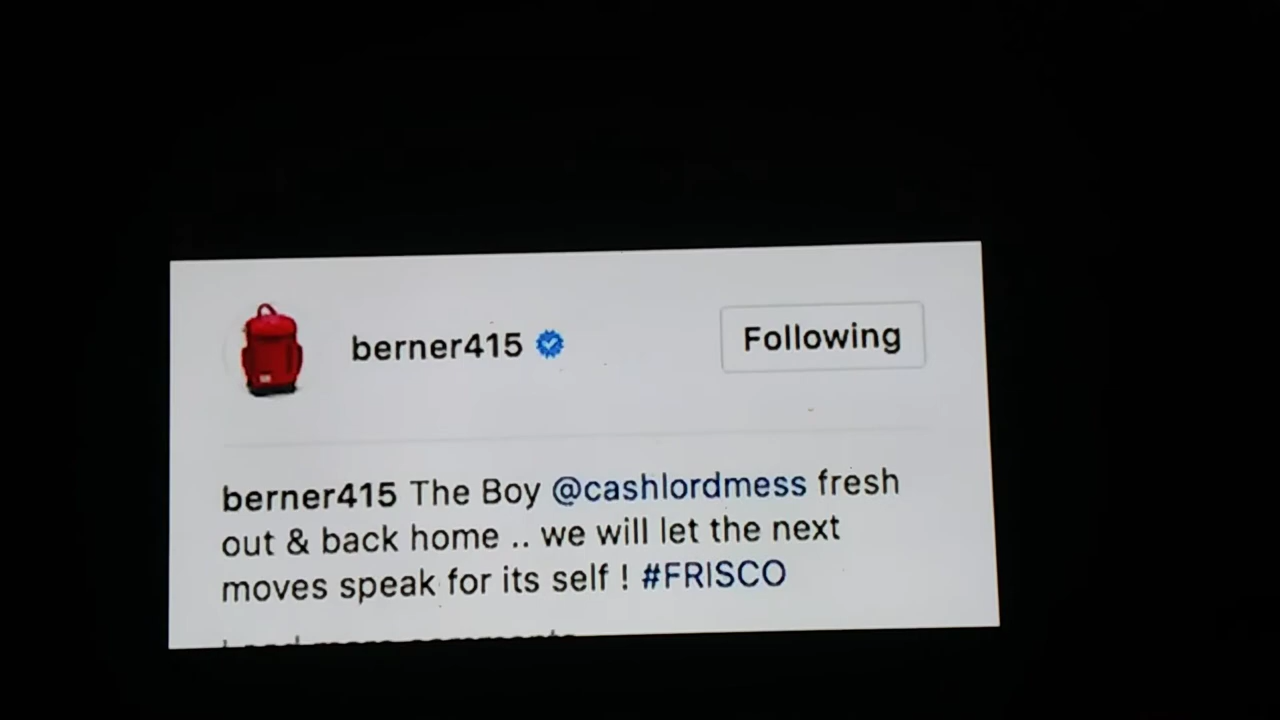 berner415
Following
berner415 The Boy @cashlordmess fresh
out & back home .. we will let the next
moves speak for its self ! #FRISCO